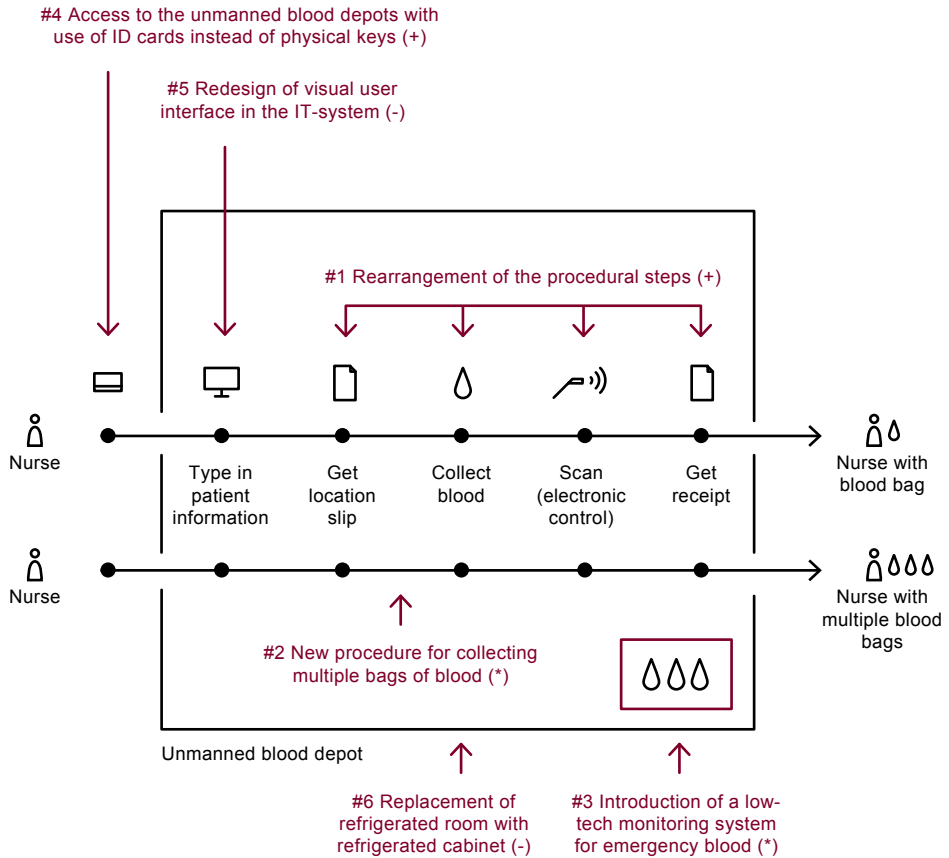 #4 Access to the unmanned blood depots with
use of ID cards instead of physical keys (+)
#5 Redesign of visual user
interface in the IT-system (-)
#1 Rearrangement of the procedural steps (+)
Nurse
Type in
patient
information
Get
location
slip
Collect
blood
Scan
(electronic
control)
Get
receipt
Nurse with
blood bag
Nurse
Nurse with
multiple blood
bags
#2 New procedure for collecting
multiple bags of blood (*)
Unmanned blood depot
#6 Replacement of
refrigerated room with
refrigerated cabinet (-)
#3 Introduction of a low-
tech monitoring system
for emergency blood (*)